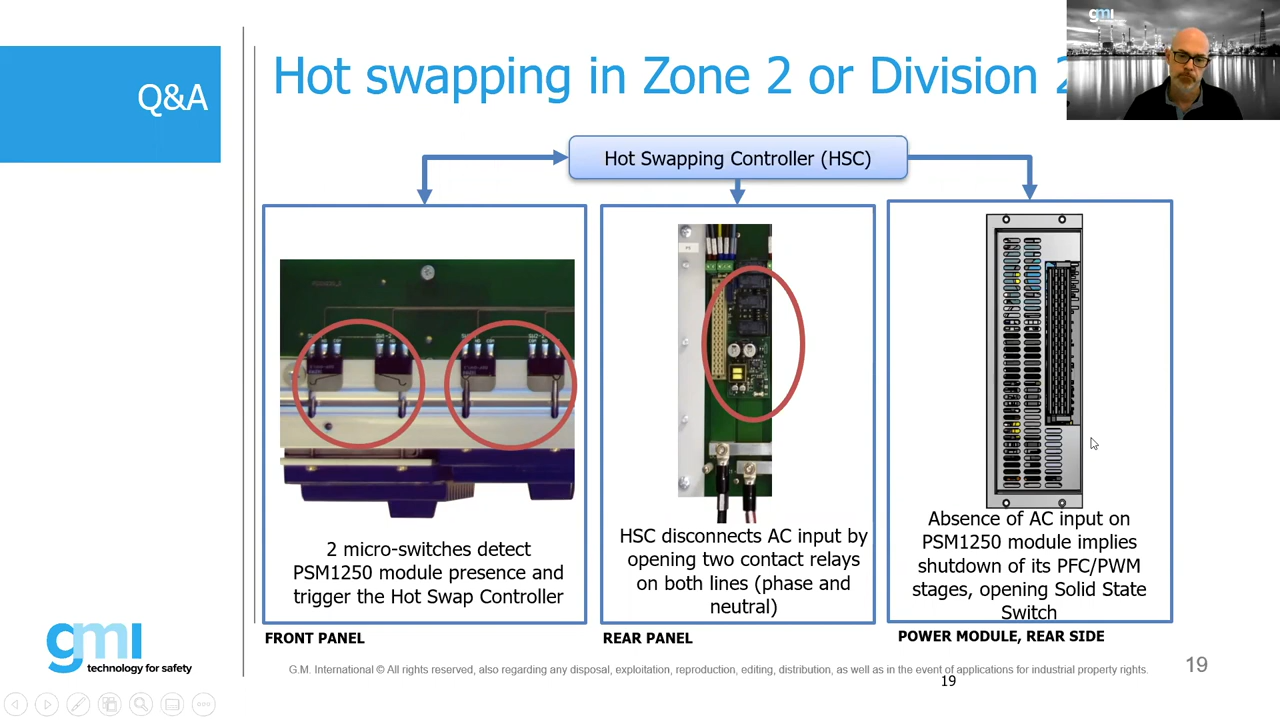 Q&A
Hot swapping in Zone 2 or Division 2
gmi
Hot Swapping Controller (HSC)
2 micro-switches detect
PSM1250 module presence and
trigger the Hot Swap Controller
FRONT PANEL
HSC disconnects AC input by
opening two contact relays
on both lines (phase and
neutral)
REAR PANEL
Absence of AC input on
PSM1250 module implies
shutdown of its PFC/PWM
stages, opening Solid State
Switch
POWER MODULE, REAR SIDE
gmi
technology for safety
G.M. International © All rights reserved, also regarding any disposal, exploitation, reproduction, editing, distribution, as well as in the event of applications for industrial property rights.
19
19